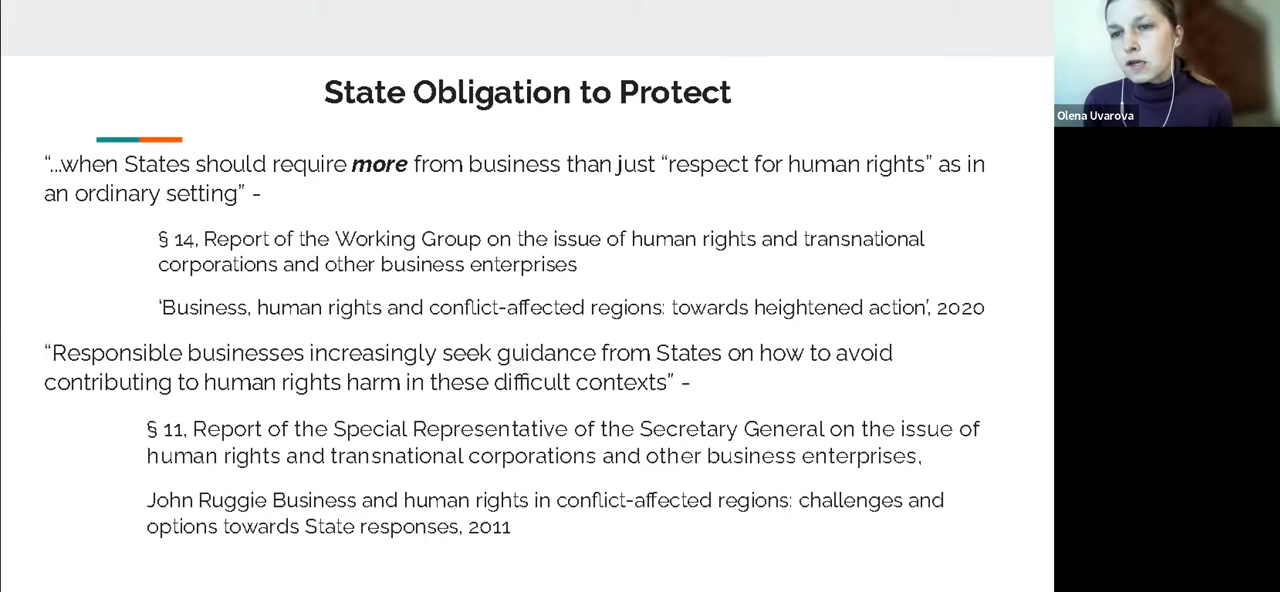 State Obligation to Protect
“...when States should require more from business than just “respect for human rights” as in
an ordinary setting” -
§ 14, Report of the Working Group on the issue of human rights and transnational
corporations and other business enterprises
‘Business, human rights and conflict-affected regions: towards heightened action’, 2020
“Responsible businesses increasingly seek guidance from States on how to avoid
contributing to human rights harm in these difficult contexts” -
§ 11, Report of the Special Representative of the Secretary General on the issue of
human rights and transnational corporations and other business enterprises,
John Ruggie Business and human rights in conflict-affected regions: challenges and
options towards State responses, 2011
Olena Uvarova